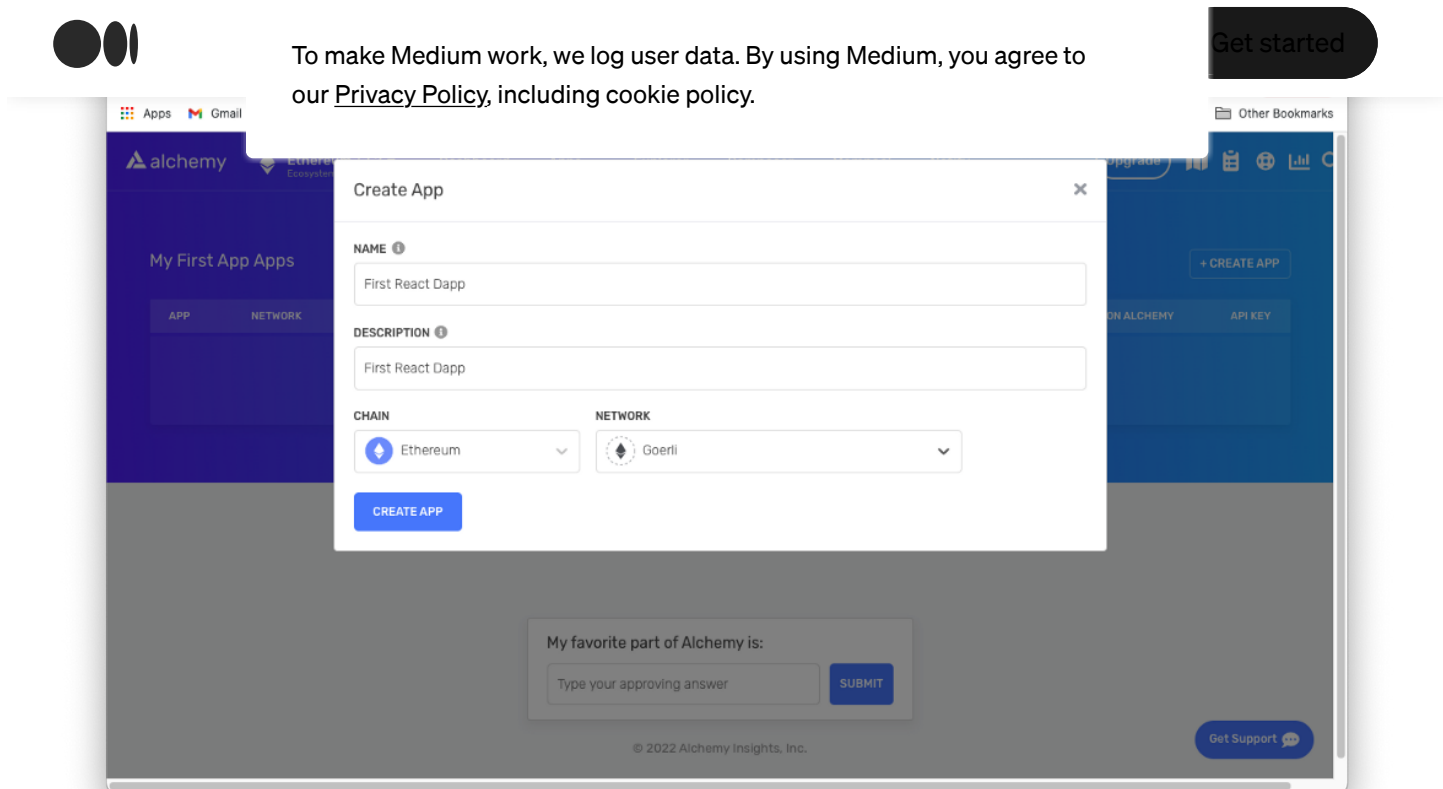 To make Medium work, we log user data. By using Medium, you agree to
our Privacy Policy, including cookie policy.
Get started
Apps Gmail Other Bookmarks
alchemy
Upgrade
Create App
NAME
My First App Apps
+ CREATE APP
First React Dapp
APP NETWORK ON ALCHEMY API KEY
DESCRIPTION
First React Dapp
CHAIN NETWORK
Ethereum Goerli
CREATE APP
My favorite part of Alchemy is:
Type your approving answer SUBMIT
Get Support
© 2022 Alchemy Insights, Inc.